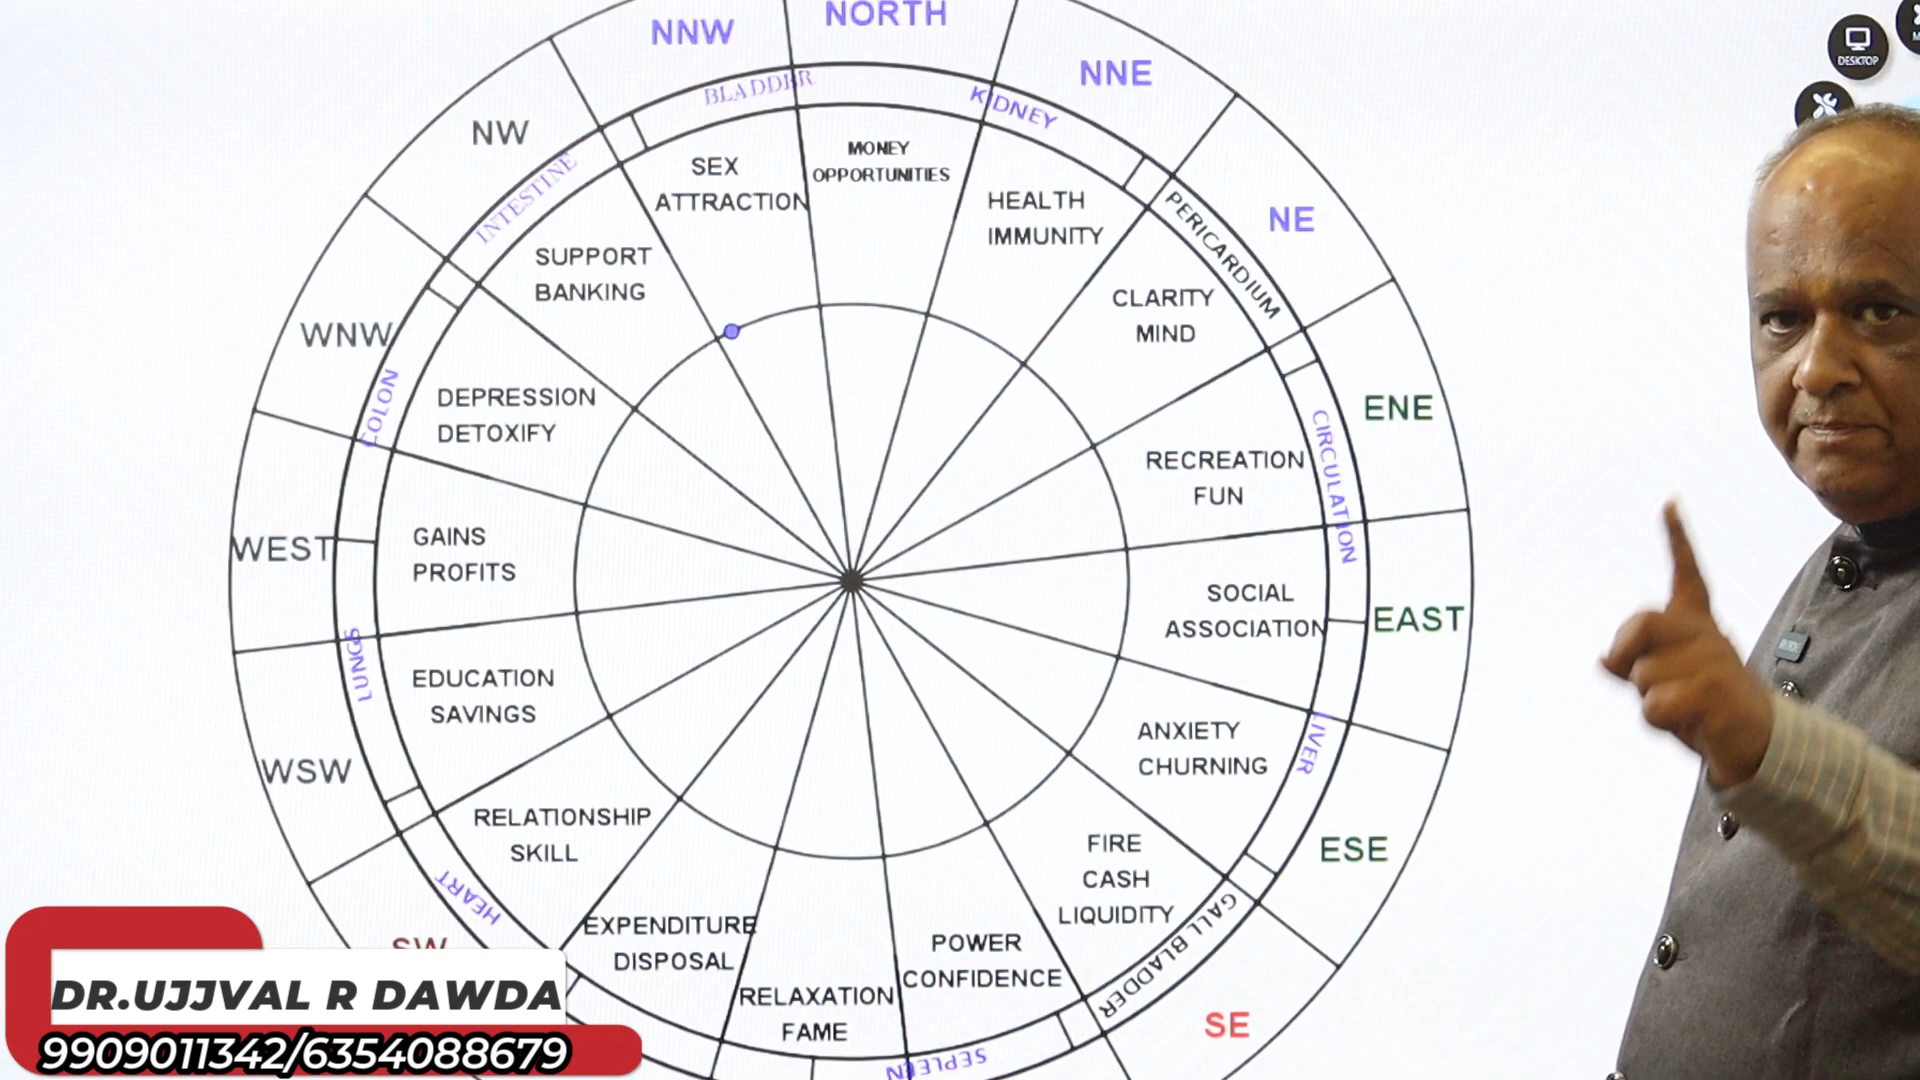 NORTH
NNW
NNE
NW
NE
WNW
ENE
WEST
EAST
WSW
ESE
SW
SE
BLADDER
KIDNEY
PERICARDIUM
CIRCULATION
LIVER
GALL BLADDER
SEPLEEN
HEART
LUNGS
COLON
INTESTINE
SEX
ATTRACTION
MONEY
OPPORTUNITIES
HEALTH
IMMUNITY
CLARITY
MIND
RECREATION
FUN
SOCIAL
ASSOCIATION
ANXIETY
CHURNING
FIRE
CASH
LIQUIDITY
POWER
CONFIDENCE
RELAXATION
FAME
EXPENDITURE
DISPOSAL
RELATIONSHIP
SKILL
EDUCATION
SAVINGS
GAINS
PROFITS
DEPRESSION
DETOXIFY
SUPPORT
BANKING
DESKTOP
DR.UJJVAL R DAWDA
9909011342/6354088679